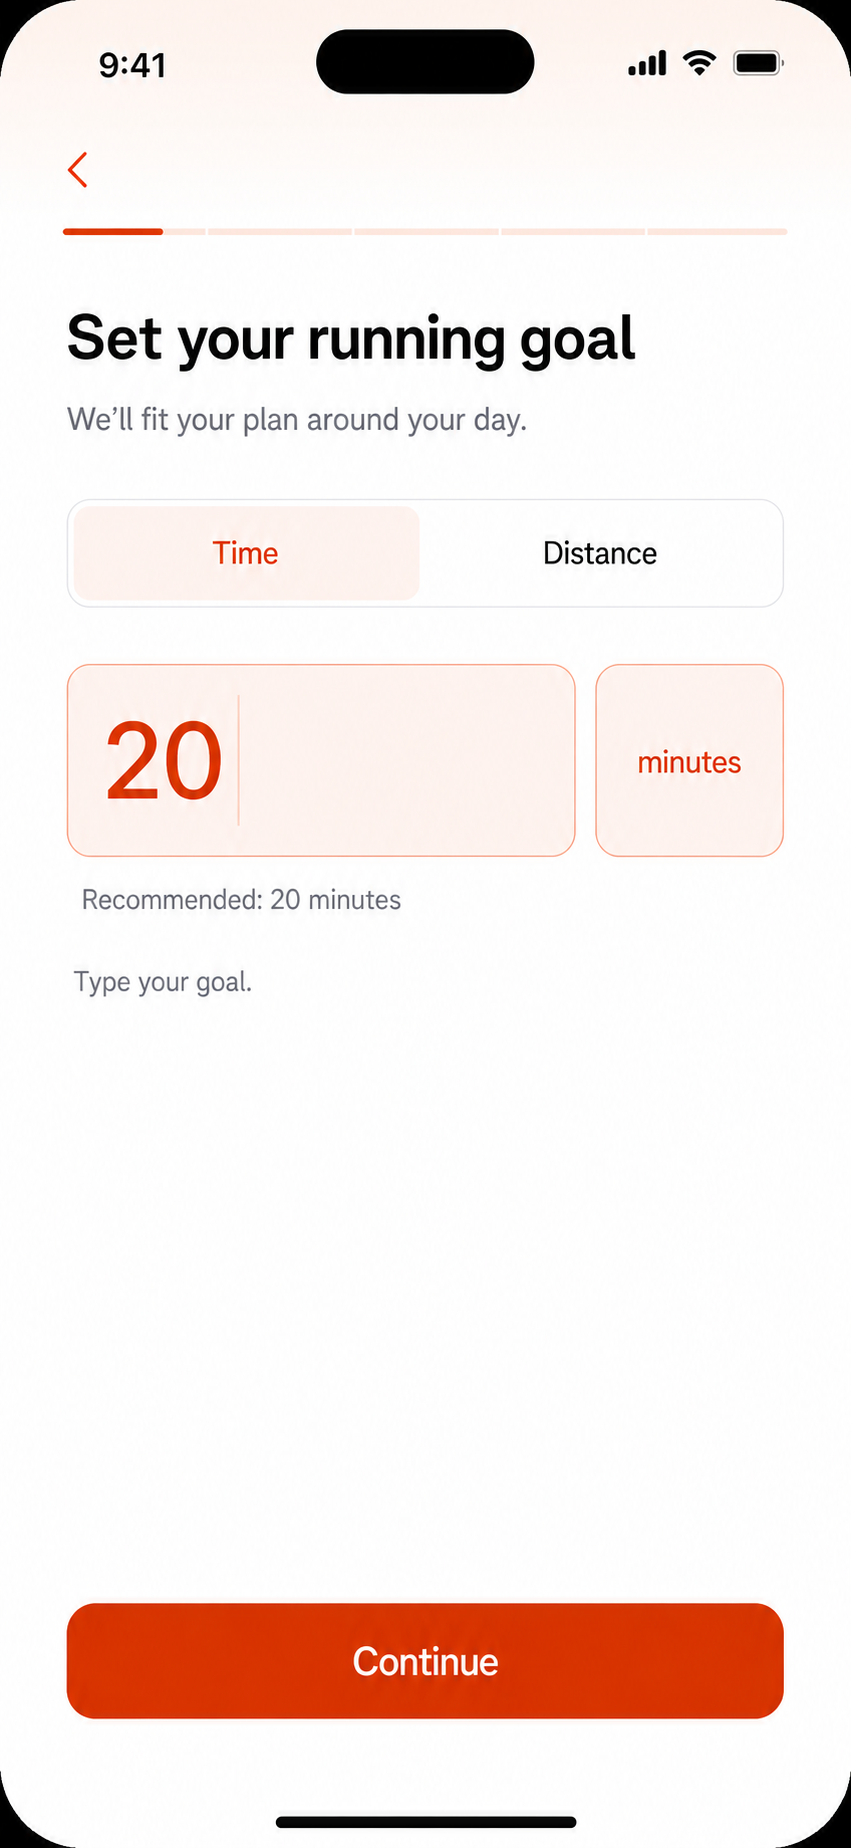 9:41
Set your running goal
We’ll fit your plan around your day.
Time
Distance
20
minutes
Recommended: 20 minutes
Type your goal.
Continue